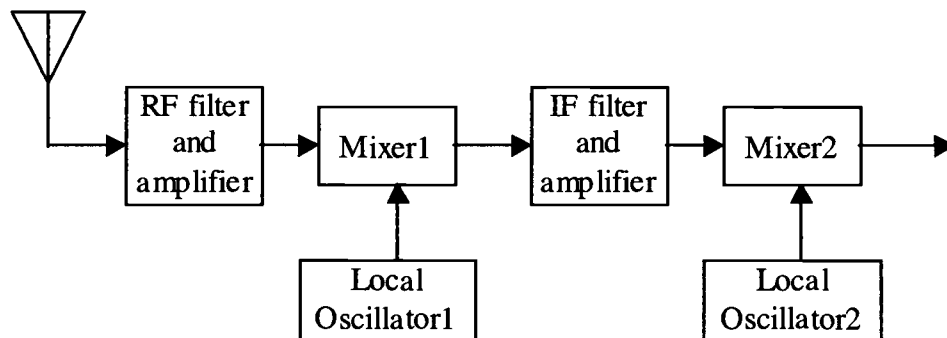 RF filter
and
amplifier
Mixer1
IF filter
and
amplifier
Mixer2
Local
Oscillator1
Local
Oscillator2